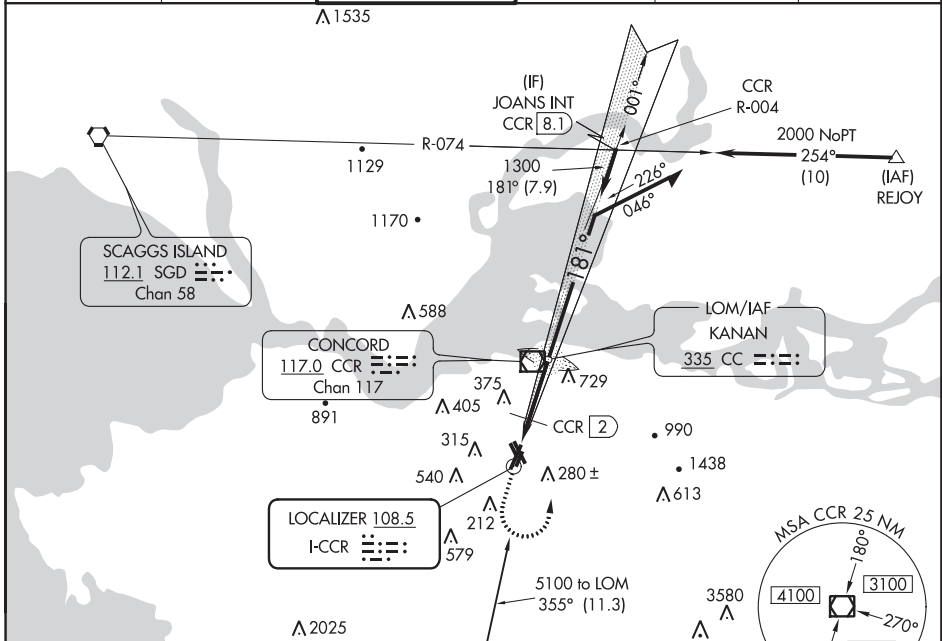 1535
(IF)
JOANS INT
CCR 8.1
001°
CCR
R-004
R-074
2000 NoPT
254°
(10)
(IAF)
REJOY
1129
1300
181° (7.9)
226°
046°
1170
181°
SCAGGS ISLAND
112.1 SGD
Chan 58
588
LOM/IAF
KANAN
335 CC
CONCORD
117.0 CCR
Chan 117
729
375
405
891
CCR 2
990
315
1438
540
280 ±
613
LOCALIZER 108.5
I-CCR
212
579
MSA CCR 25 NM
180°
4100
3100
270°
5100 to LOM
355° (11.3)
3580
2025